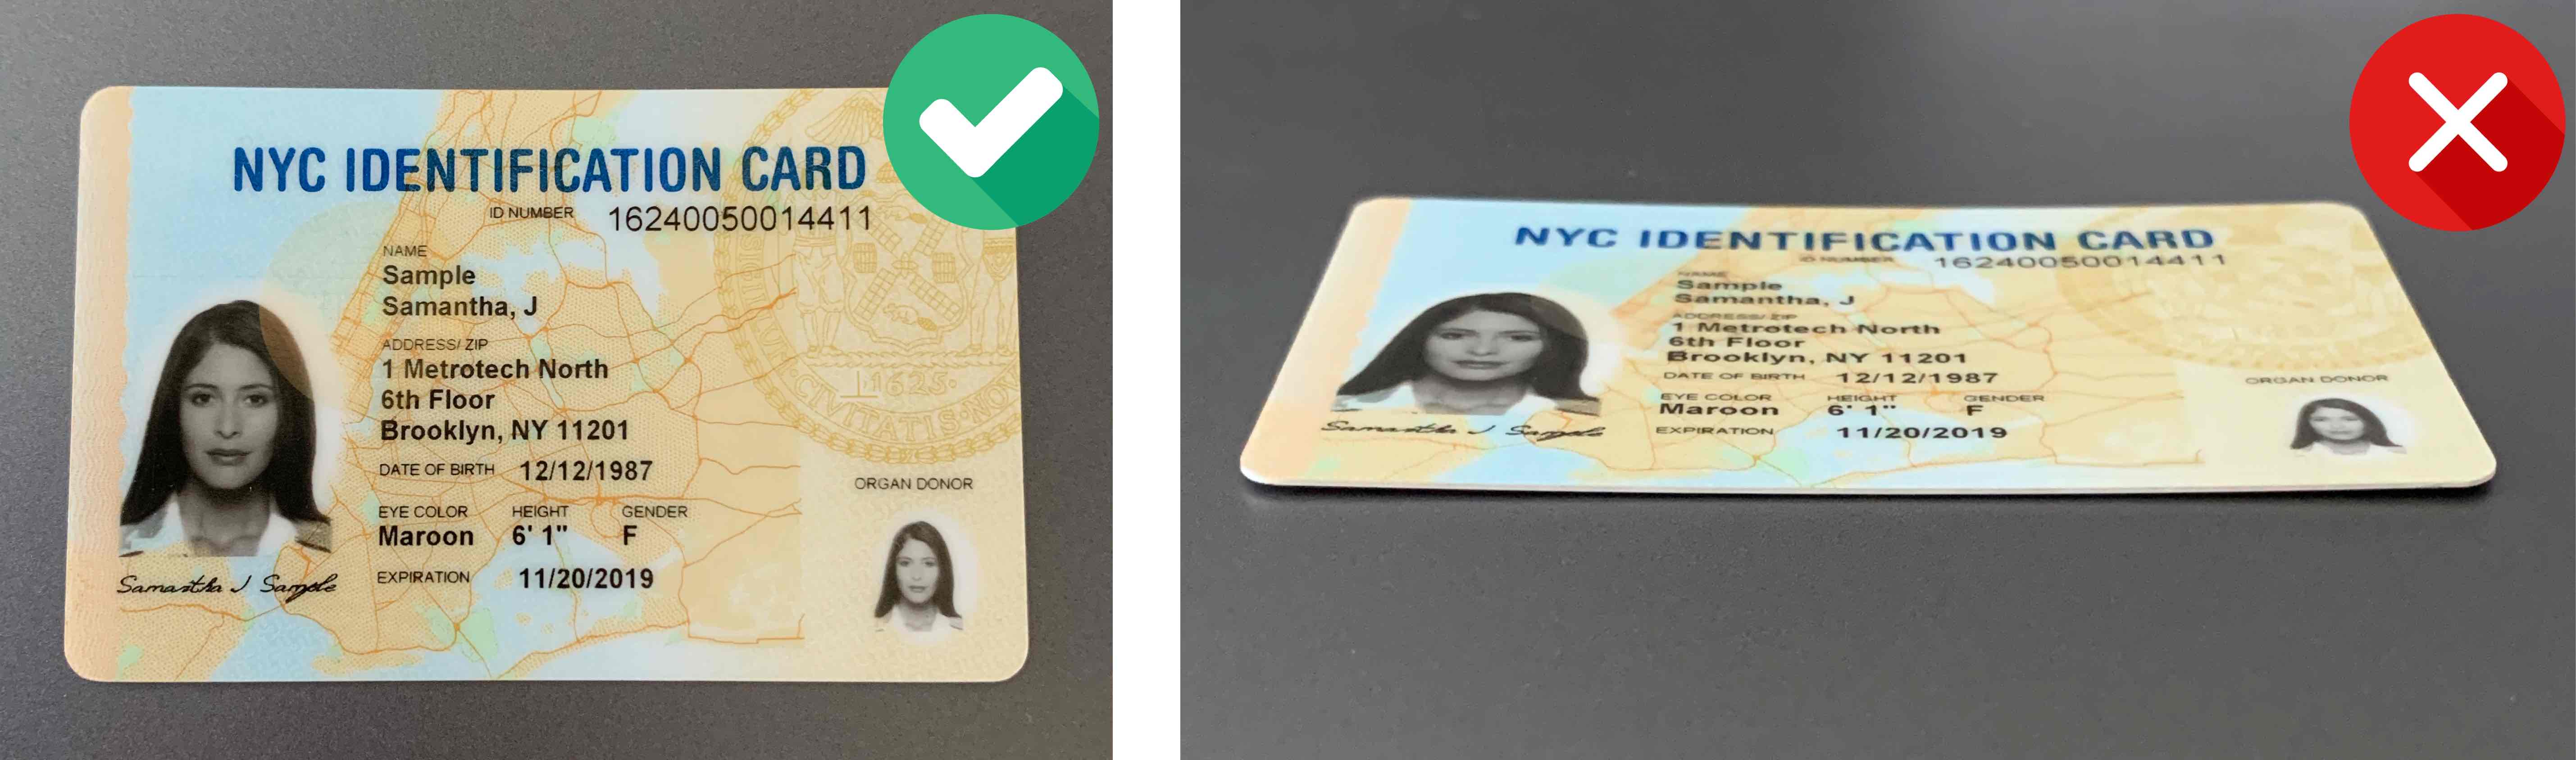 NYC IDENTIFICATION CARD
ID NUMBER 16240050014411
NAME
Sample
Samantha, J
ADDRESS/ ZIP
1 Metrotech North
6th Floor
Brooklyn, NY 11201
DATE OF BIRTH 12/12/1987
EYE COLOR HEIGHT GENDER
Maroon 6' 1" F
EXPIRATION 11/20/2019
Samantha J Sample
ORGAN DONOR
1625
CIVITATIS
NYC IDENTIFICATION CARD
ID NUMBER 16240050014411
NAME
Sample
Samantha, J
ADDRESS/ ZIP
1 Metrotech North
6th Floor
Brooklyn, NY 11201
DATE OF BIRTH 12/12/1987
EYE COLOR HEIGHT GENDER
Maroon 6' 1" F
EXPIRATION 11/20/2019
Samantha J Sample
ORGAN DONOR